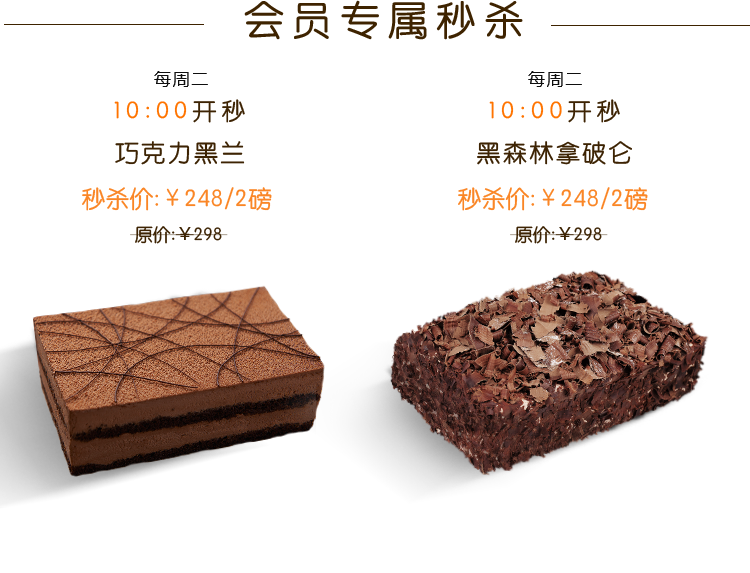 会员专属秒杀
每周二
10:00开秒
巧克力黑兰
秒杀价:￥248/2磅
原价:￥298
每周二
10:00开秒
黑森林拿破仑
秒杀价:￥248/2磅
原价:￥298